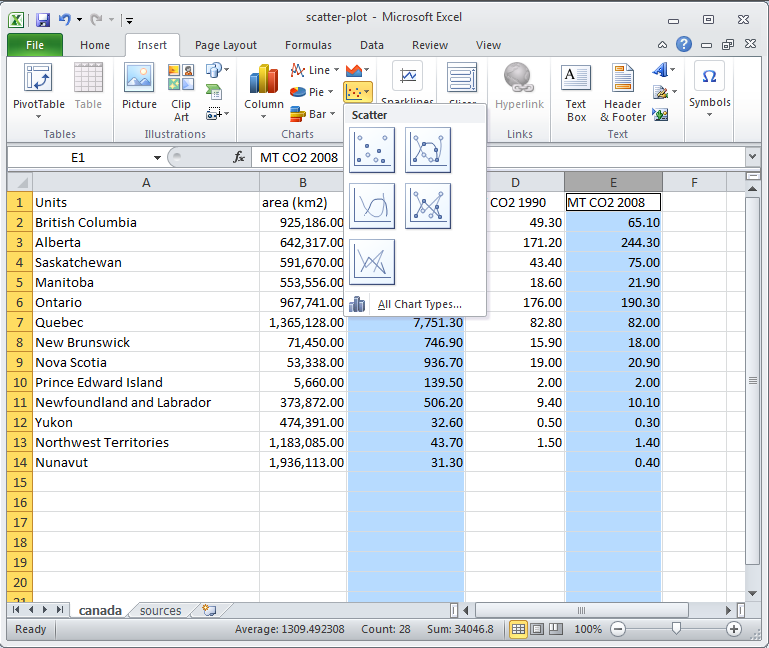 scatter-plot - Microsoft Excel
File Home Insert Page Layout Formulas Data Review View
PivotTable Table Picture Clip Art Column Line Pie Bar Hyperlink A Text Box Header & Footer A Ω Symbols
Tables Illustrations Charts Links Text
Scatter
All Chart Types...
E1 fx MT CO2 2008
A B D E F
1 Units area (km2) CO2 1990 MT CO2 2008
2 British Columbia 925,186.00 49.30 65.10
3 Alberta 642,317.00 171.20 244.30
4 Saskatchewan 591,670.00 43.40 75.00
5 Manitoba 553,556.00 18.60 21.90
6 Ontario 967,741.00 176.00 190.30
7 Quebec 1,365,128.00 7,751.30 82.80 82.00
8 New Brunswick 71,450.00 746.90 15.90 18.00
9 Nova Scotia 53,338.00 936.70 19.00 20.90
10 Prince Edward Island 5,660.00 139.50 2.00 2.00
11 Newfoundland and Labrador 373,872.00 506.20 9.40 10.10
12 Yukon 474,391.00 32.60 0.50 0.30
13 Northwest Territories 1,183,085.00 43.70 1.50 1.40
14 Nunavut 1,936,113.00 31.30 0.40
15
16
17
18
19
20
21
canada sources
Ready Average: 1309.492308 Count: 28 Sum: 34046.8 100%